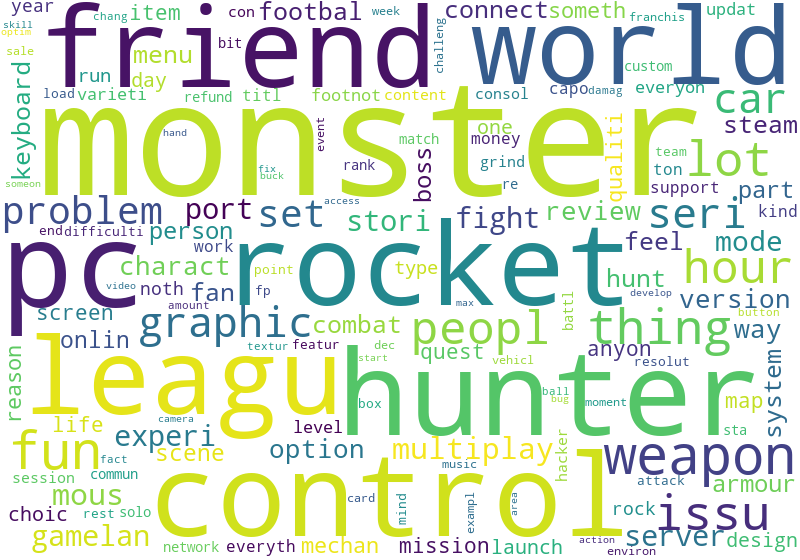 year
con
footbal
connect
someth
updat
franchis
week
skill
optim
chang
item
friend
world
bit
challeng
menu
sale
run
day
custom
keyboard
load
varieti
refund
titl
footnot
content
consol
capo
damag
everyon
car
steam
monster
hand
event
match
one
money
qualiti
team
ton
lot
someon
fix
buck
rank
boss
grind
re
support
part
access
problem
port
set
stori
fight
review
seri
kind
end
difficulti
person
work
feel
mode
pc
rocket
charact
noth
fan
point
type
hunt
hour
video
amount
fp
max
develop
version
screen
graphic
combat
peopl
battl
thing
button
way
onlin
textur
featur
dec
start
quest
vehicl
anyon
resolut
system
reason
leagu
hunter
ball
bug
moment
box
map
life
camera
level
sta
fun
experi
scene
option
multiplay
weapon
fact
commun
session
music
hacker
attack
armour
mous
control
card
mind
exampl
area
rock
issu
choic
rest
solo
gamelan
network
everyth
mechan
mission
launch
action
environ
server
design